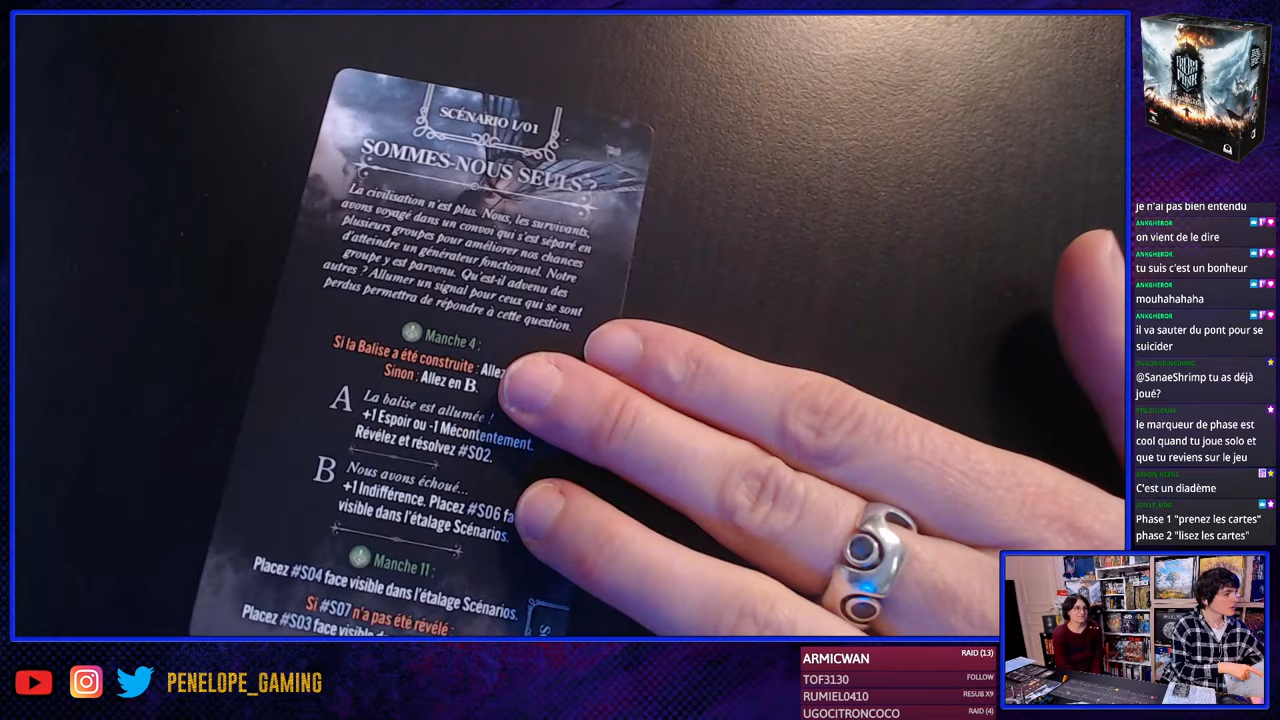 SCÉNARIO 1/01
SOMMES-NOUS SEULS ?
La civilisation n'est plus. Nous, les survivants,
avons voyagé dans un convoi qui s'est séparé en
plusieurs groupes pour améliorer nos chances
d'atteindre un générateur fonctionnel. Notre
groupe y est parvenu. Qu'est-il advenu des
autres ? Allumer un signal pour ceux qui se sont
perdus permettra de répondre à cette question.
Manche 4 :
Si la Balise a été construite : Allez
Sinon : Allez en B.
A La balise est allumée !
+1 Espoir ou -1 Mécontentement.
Révélez et résolvez #S02.
B Nous avons échoué...
+1 Indifférence. Placez #S06 fa
visible dans l'étalage Scénarios.
Manche 11 :
Placez #S04 face visible dans l'étalage Scénarios.
Si #S07 n'a pas été révélé :
Placez #S03 face visible
FROST
PUNK
je n'ai pas bien entendu
ANKGHEROR
on vient de le dire
ANKGHEROR
tu suis c'est un bonheur
ANKGHEROR
mouhahahaha
ANKGHEROR
il va sauter du pont pour se
suicider
@SanaeShrimp tu as déjà
joué?
le marqueur de phase est
cool quand tu joue solo et
que tu reviens sur le jeu
C'est un diadème
Phase 1 "prenez les cartes"
phase 2 "lisez les cartes"
PENELOPE_GAMING
ARMICWAN RAID (13)
TOF3130 FOLLOW
RUMIEL0410 RESUB X9
UGOCITRONCOCO RAID (4)